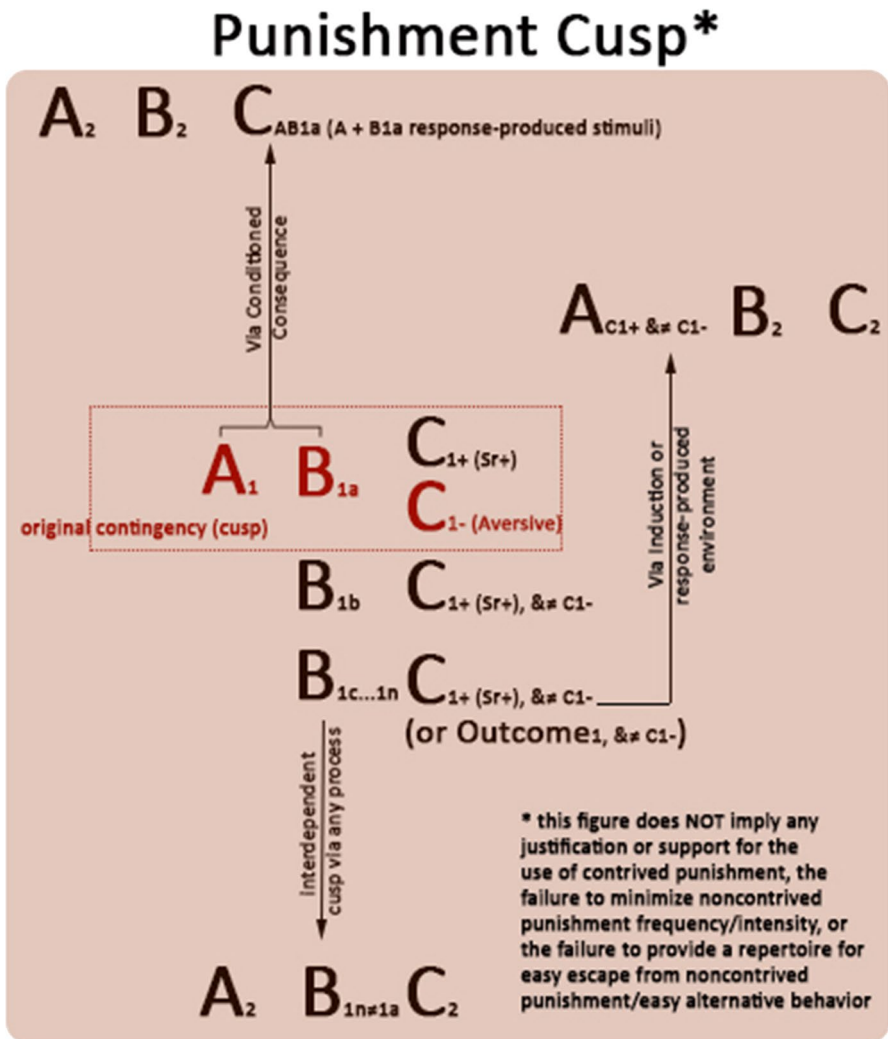 Punishment Cusp*
A2 B2 CAB1a (A + B1a response-produced stimuli)
Via Conditioned
Consequence
AC1+ &≠ C1- B2 C2
Via Induction or
response-produced
environment
A1 B1a C1+ (Sr+)
C1- (Aversive)
original contingency (cusp)
B1b C1+ (Sr+), &≠ C1-
B1c...1n C1+ (Sr+), &≠ C1-
(or Outcome1, &≠ C1-)
interdependent
cusp via any process
A2 B1n≠1a C2
* this figure does NOT imply any
justification or support for the
use of contrived punishment, the
failure to minimize noncontrived
punishment frequency/intensity, or
the failure to provide a repertoire for
easy escape from noncontrived
punishment/easy alternative behavior